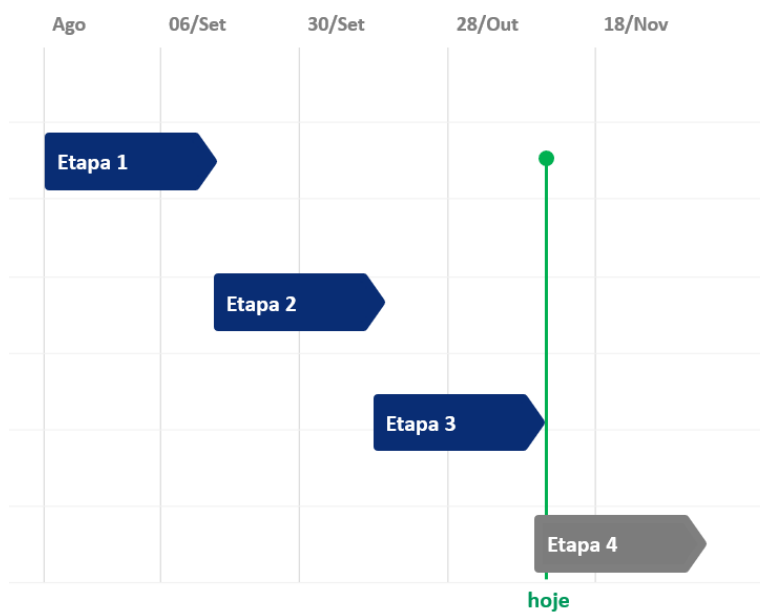 Ago 06/Set 30/Set 28/Out 18/Nov
Etapa 1
Etapa 2
Etapa 3
Etapa 4
hoje